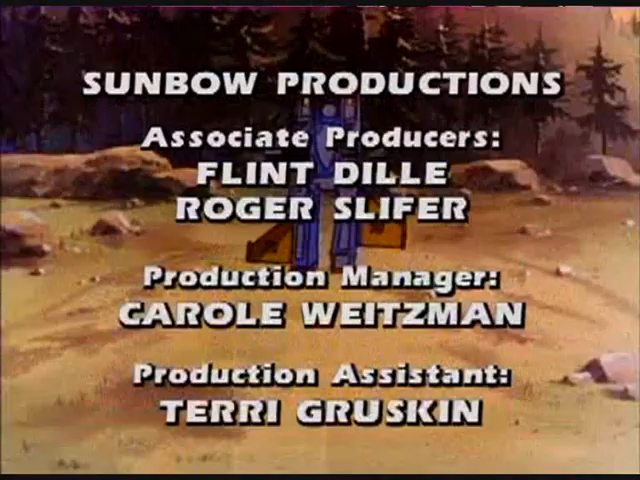 SUNBOW PRODUCTIONS
Associate Producers:
FLINT DILLE
ROGER SLIFER
Production Manager:
CAROLE WEITZMAN
Production Assistant:
TERRI GRUSKIN